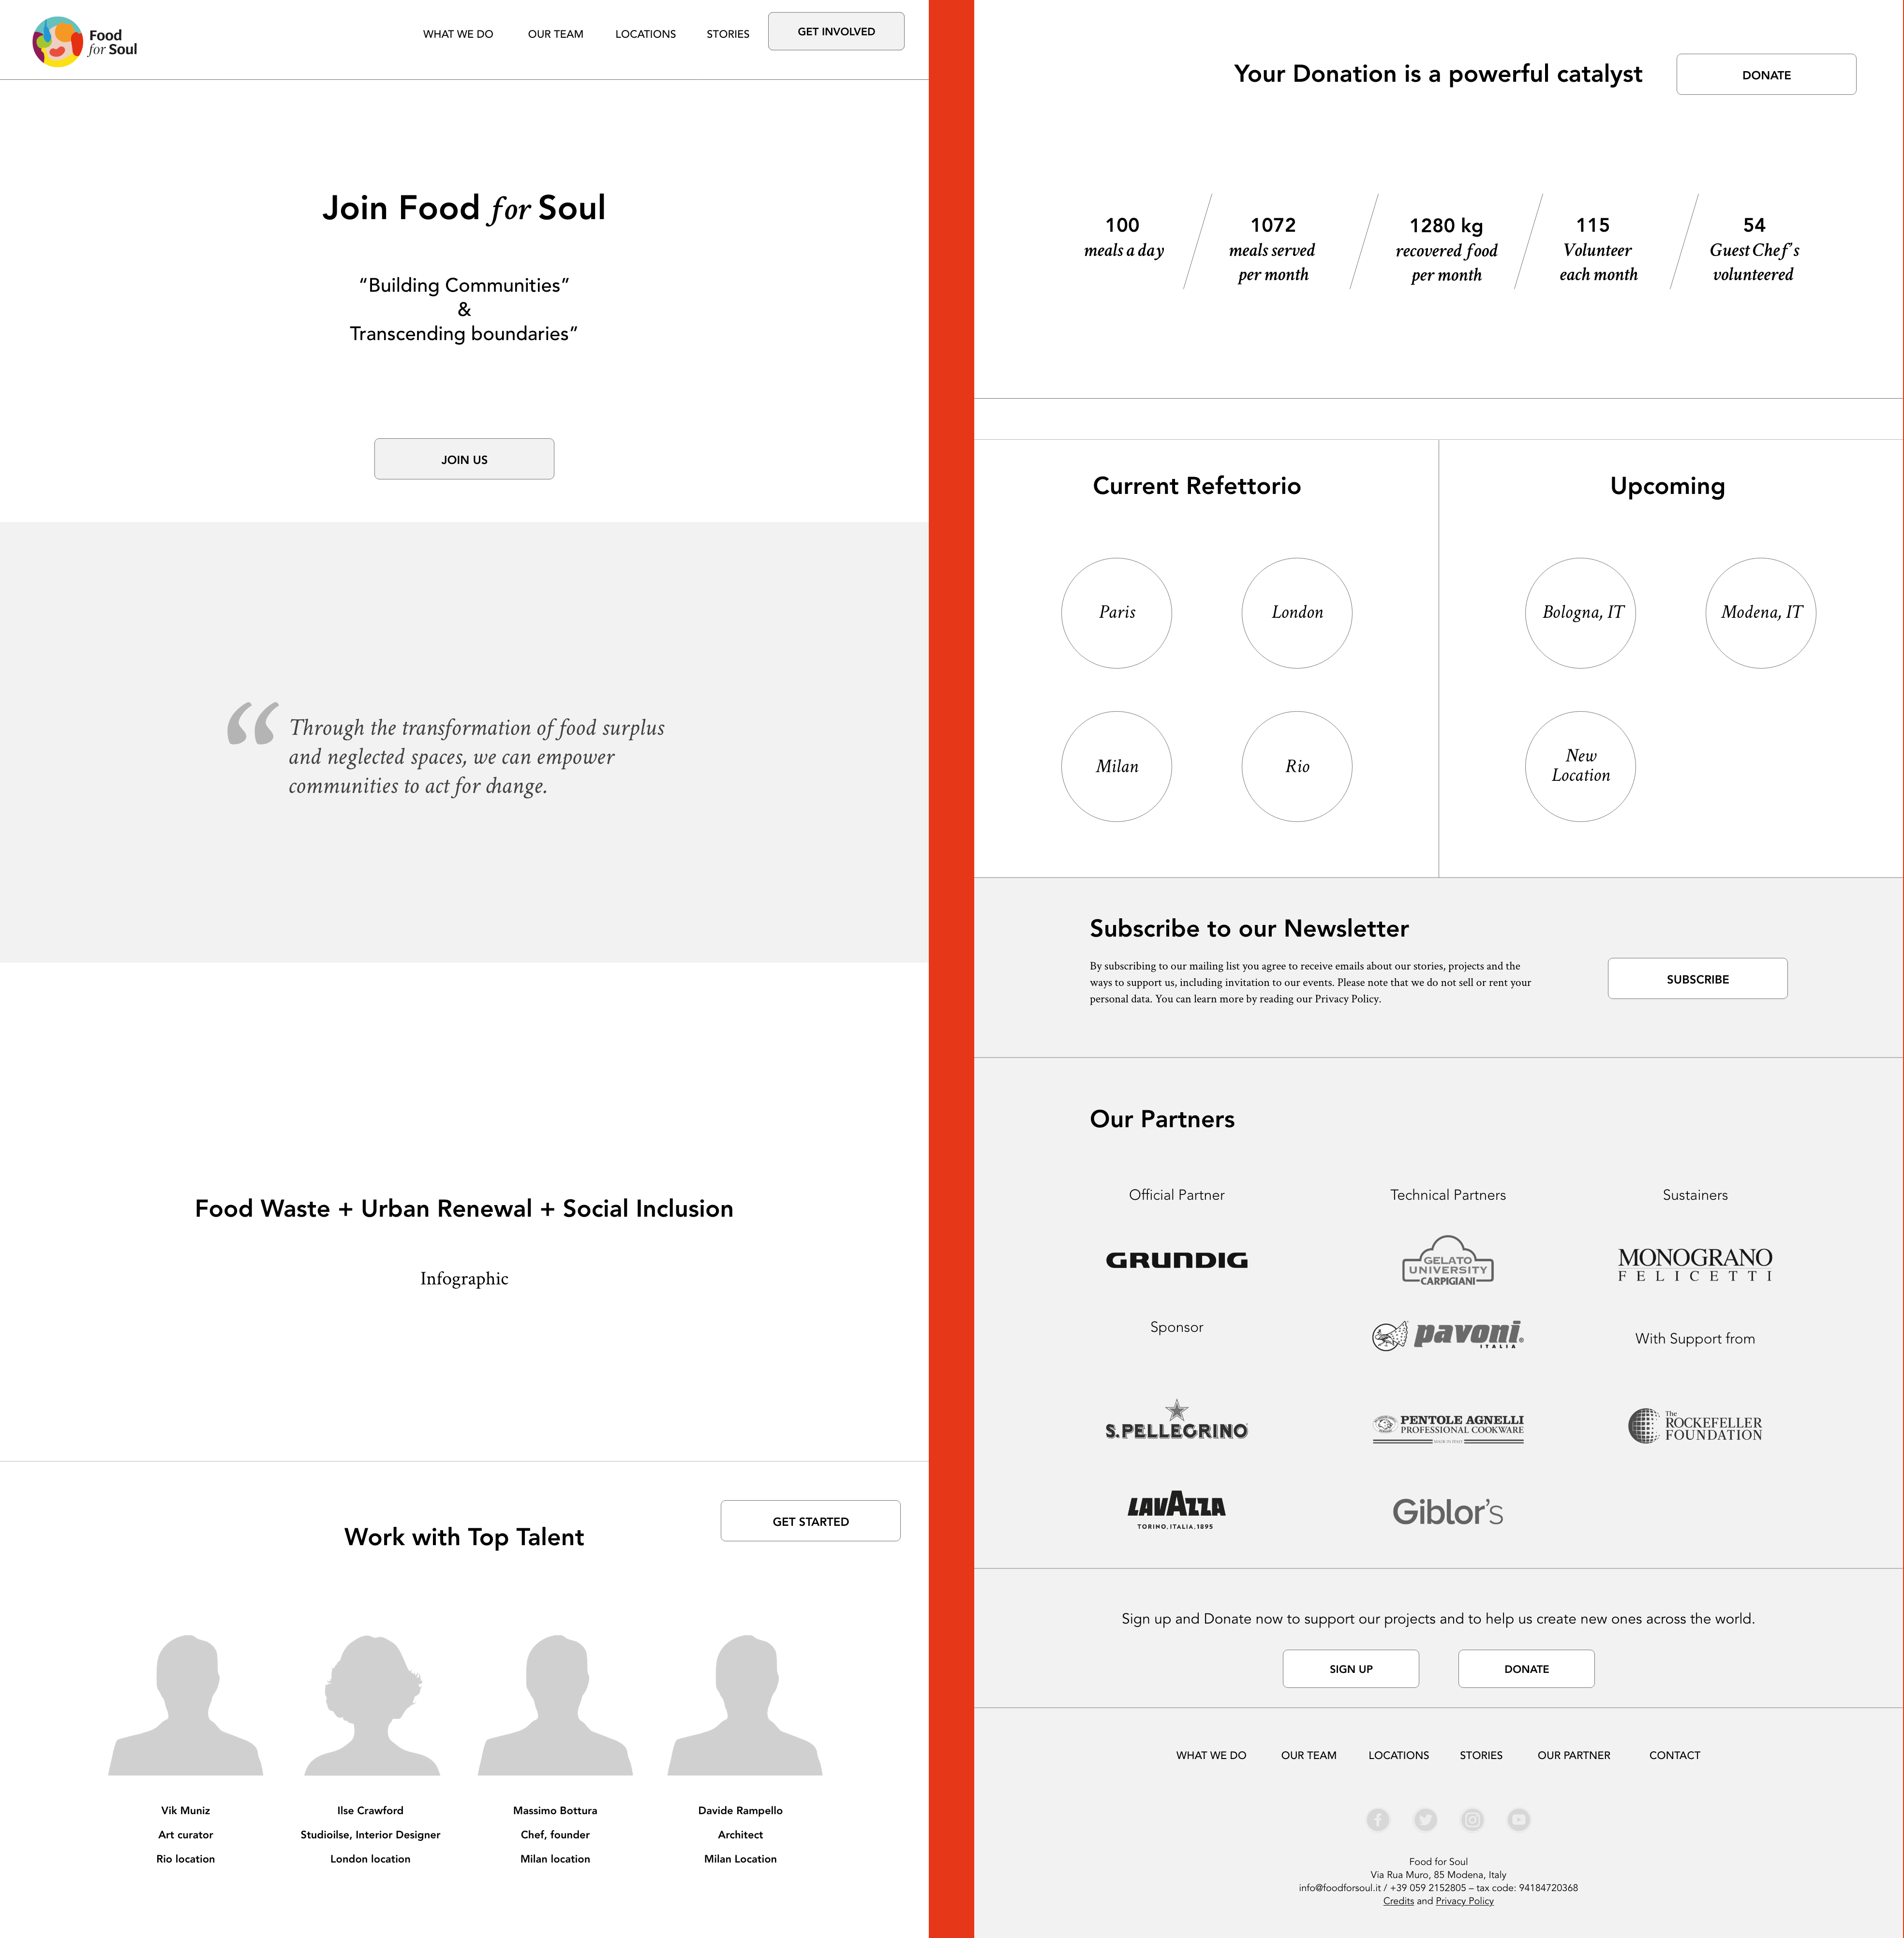 Food
for Soul
WHAT WE DO
OUR TEAM
LOCATIONS
STORIES
GET INVOLVED
Join Food for Soul
“Building Communities”
&
Transcending boundaries”
JOIN US
“
Through the transformation of food surplus
and neglected spaces, we can empower
communities to act for change.
Food Waste + Urban Renewal + Social Inclusion
Infographic
Work with Top Talent
GET STARTED
Vik Muniz
Art curator
Rio location
Ilse Crawford
Studioilse, Interior Designer
London location
Massimo Bottura
Chef, founder
Milan location
Davide Rampello
Architect
Milan Location
Your Donation is a powerful catalyst
DONATE
100
meals a day
1072
meals served
per month
1280 kg
recovered food
per month
115
Volunteer
each month
54
Guest Chef’s
volunteered
Current Refettorio
Paris
London
Milan
Rio
Upcoming
Bologna, IT
Modena, IT
New
Location
Subscribe to our Newsletter
By subscribing to our mailing list you agree to receive emails about our stories, projects and the
ways to support us, including invitation to our events. Please note that we do not sell or rent your
personal data. You can learn more by reading our Privacy Policy.
SUBSCRIBE
Our Partners
Official Partner
GRUNDIG
Sponsor
S.PELLEGRINO
LAVAZZA
TORINO, ITALIA, 1895
Technical Partners
GELATO
UNIVERSITY
CARPIGIANI
pavoni®
ITALIA
PENTOLE AGNELLI
PROFESSIONAL COOKWARE
Giblor’s
Sustainers
MONOGRANO
FELICETTI
With Support from
The
ROCKEFELLER
FOUNDATION
Sign up and Donate now to support our projects and to help us create new ones across the world.
SIGN UP
DONATE
WHAT WE DO
OUR TEAM
LOCATIONS
STORIES
OUR PARTNER
CONTACT
Food for Soul
Via Rua Muro, 85 Modena, Italy
info@foodforsoul.it / +39 059 2152805 – tax code: 94184720368
Credits and Privacy Policy